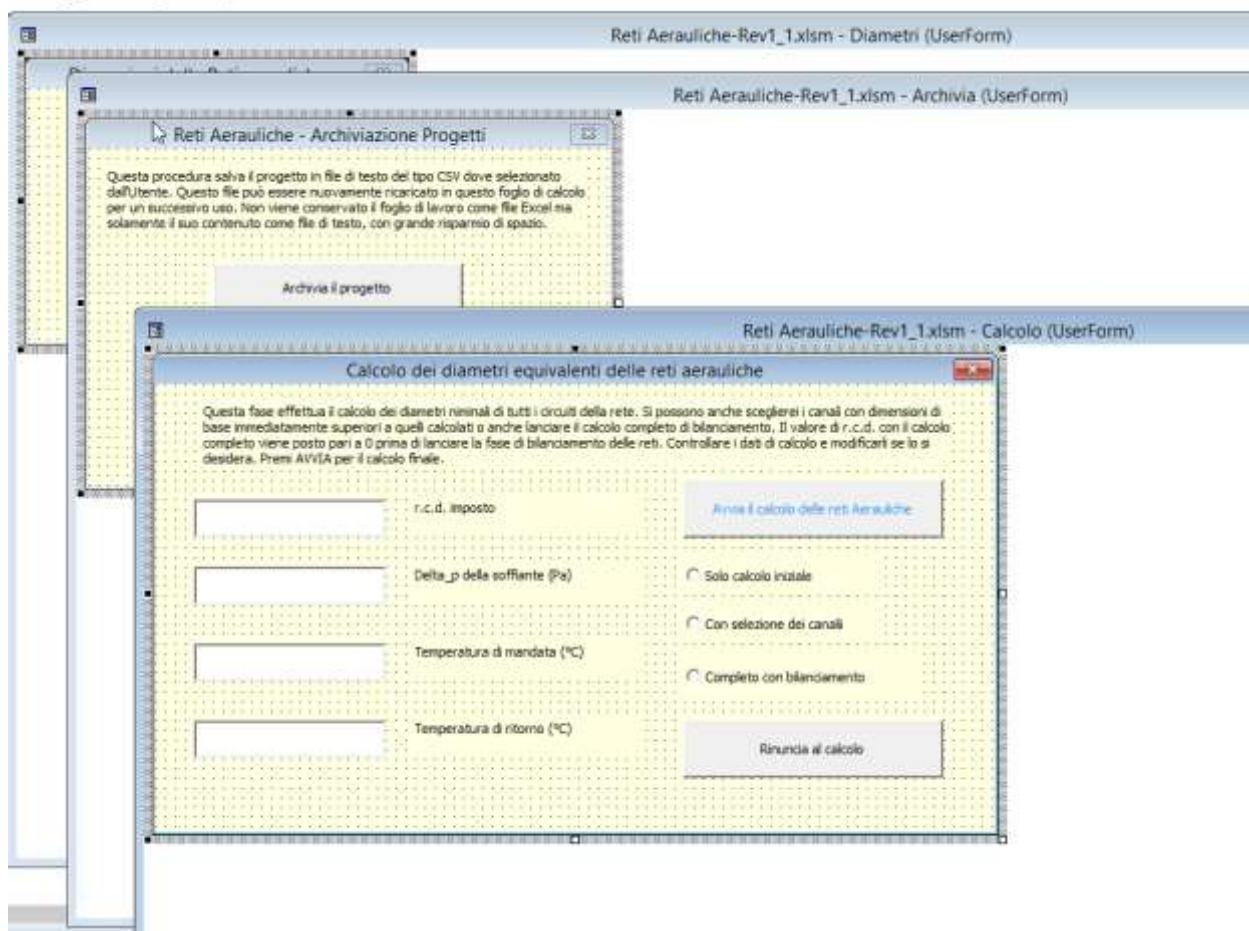 Reti Aerauliche-Rev1_1.xlsm - Diametri (UserForm)
Reti Aerauliche-Rev1_1.xlsm - Archivia (UserForm)
Reti Aerauliche - Archiviazione Progetti
Questa procedura salva il progetto in file di testo del tipo CSV dove selezionato
dall'Utente. Questo file può essere nuovamente ricaricato in questo foglio di calcolo
per un successivo uso. Non viene conservato il foglio di lavoro come file Excel ma
solamente il suo contenuto come file di testo, con grande risparmio di spazio.
Archivia il progetto
Reti Aerauliche-Rev1_1.xlsm - Calcolo (UserForm)
Calcolo dei diametri equivalenti delle reti aerauliche
Questa fase effettua il calcolo dei diametri niminali di tutti i circuiti della rete. Si possono anche sceglierei i canali con dimensioni di
base immediatamente superiori a quelli calcolati o anche lanciare il calcolo completo di bilanciamento. Il valore di r.c.d. con il calcolo
completo viene posto pari a 0 prima di lanciare la fase di bilanciamento delle reti. Controllare i dati di calcolo e modificarli se lo si
desidera. Premi AVVIA per il calcolo finale.
r.c.d. imposto
Avvia il calcolo delle reti Aerauliche
Delta_p della soffiante (Pa)
Solo calcolo iniziale
Con selezione dei canali
Temperatura di mandata (°C)
Completo con bilanciamento
Temperatura di ritorno (°C)
Rinuncia al calcolo